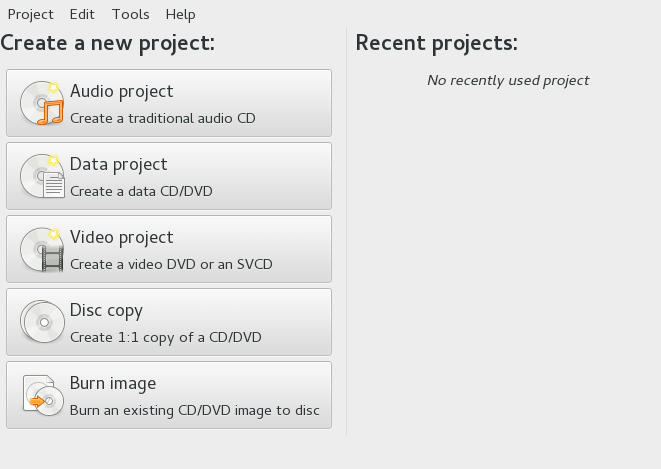 Project Edit Tools Help
Create a new project:
Audio project
Create a traditional audio CD
Data project
Create a data CD/DVD
Video project
Create a video DVD or an SVCD
Disc copy
Create 1:1 copy of a CD/DVD
Burn image
Burn an existing CD/DVD image to disc
Recent projects:
No recently used project